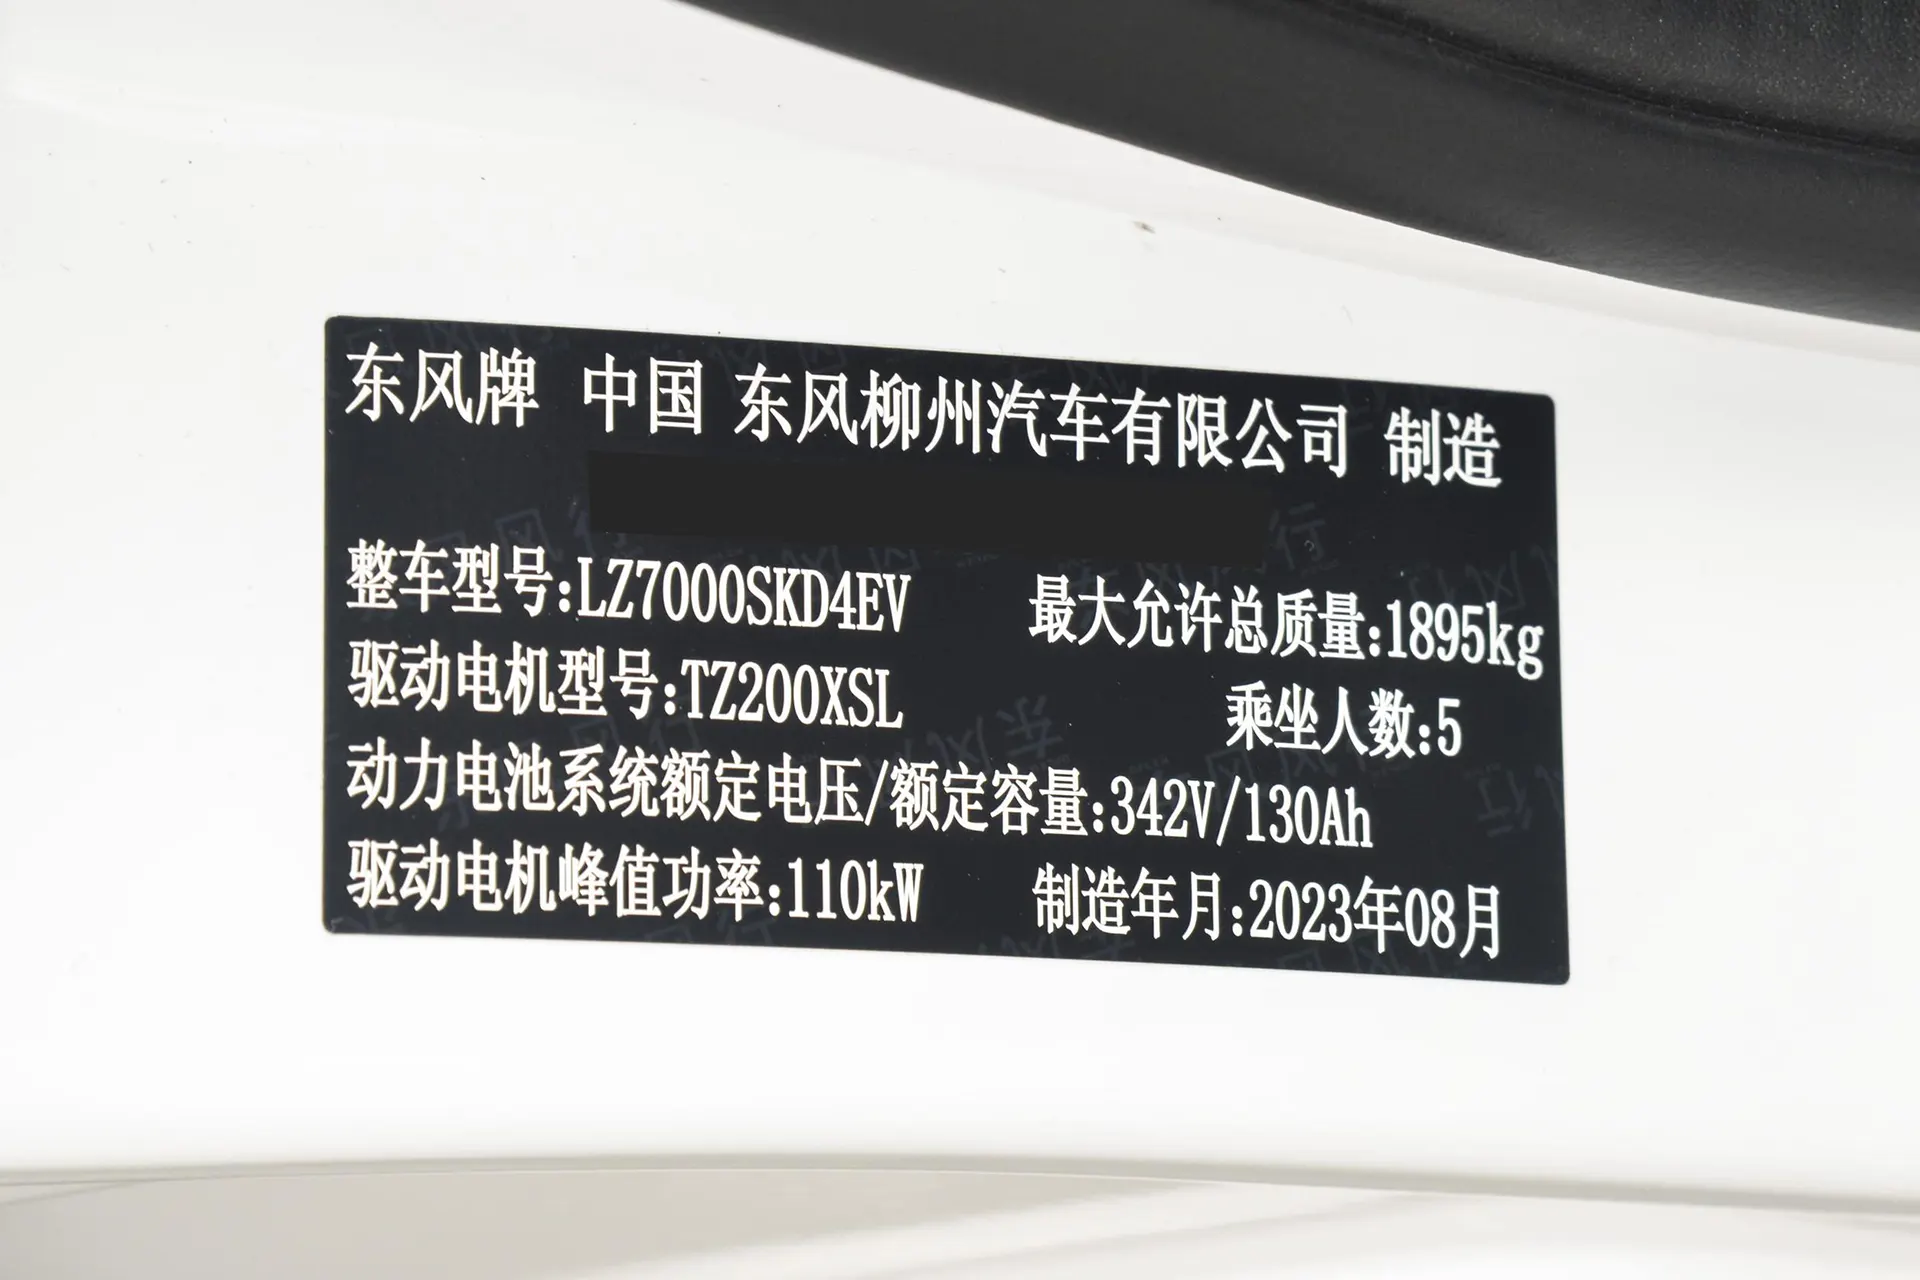 东风牌 中国 东风柳州汽车有限公司 制造
整车型号:LZ7000SKD4EV 最大允许总质量:1895kg
驱动电机型号:TZ200XSL 乘坐人数:5
动力电池系统额定电压/额定容量:342V/130Ah
驱动电机峰值功率:110kW 制造年月:2023年08月